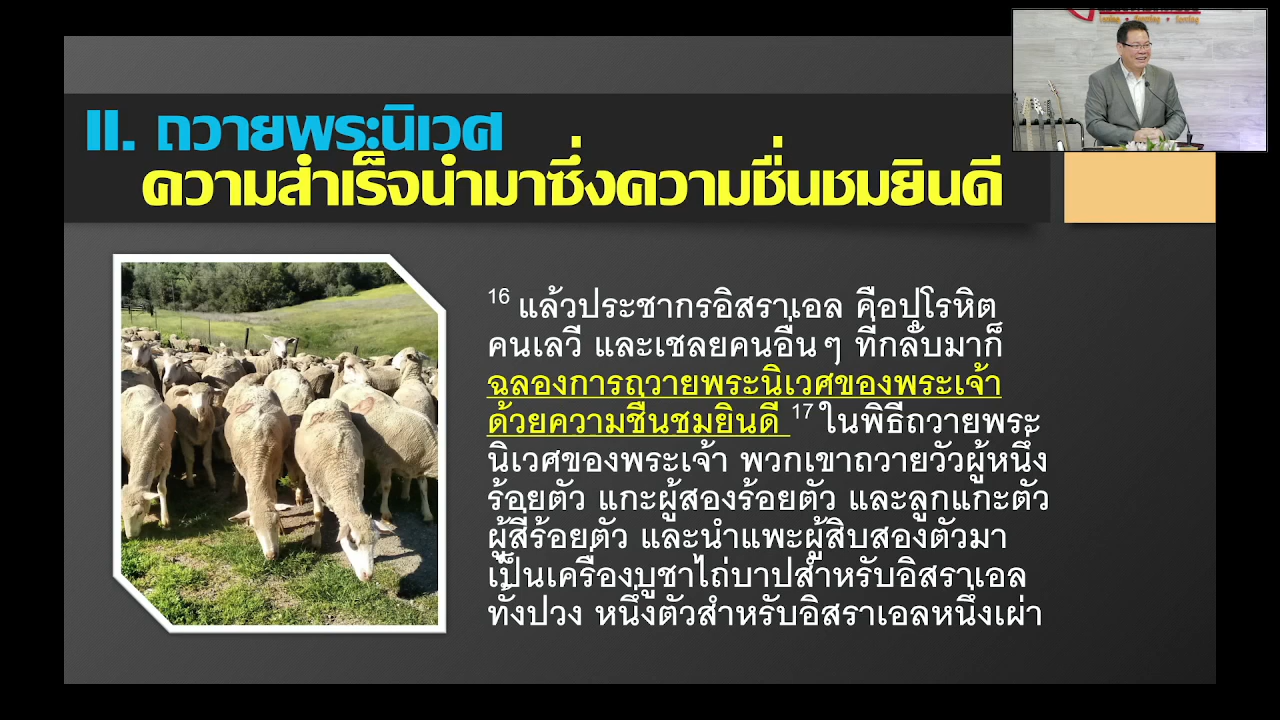 II. ถวายพระนิเวศ
ความสำเร็จนำมาซึ่งความชื่นชมยินดี
16 แล้วประชากรอิสราเอล คือปุโรหิต
คนเลวี และเชลยคนอื่นๆ ที่กลับมาก็
ฉลองการถวายพระนิเวศของพระเจ้า
ด้วยความชื่นชมยินดี 17 ในพิธีถวายพระ
นิเวศของพระเจ้า พวกเขาถวายวัวผู้หนึ่ง
ร้อยตัว แกะผู้สองร้อยตัว และลูกแกะตัว
ผู้สี่ร้อยตัว และนำแพะผู้สิบสองตัวมา
เป็นเครื่องบูชาไถ่บาปสำหรับอิสราเอล
ทั้งปวง หนึ่งตัวสำหรับอิสราเอลหนึ่งเผ่า